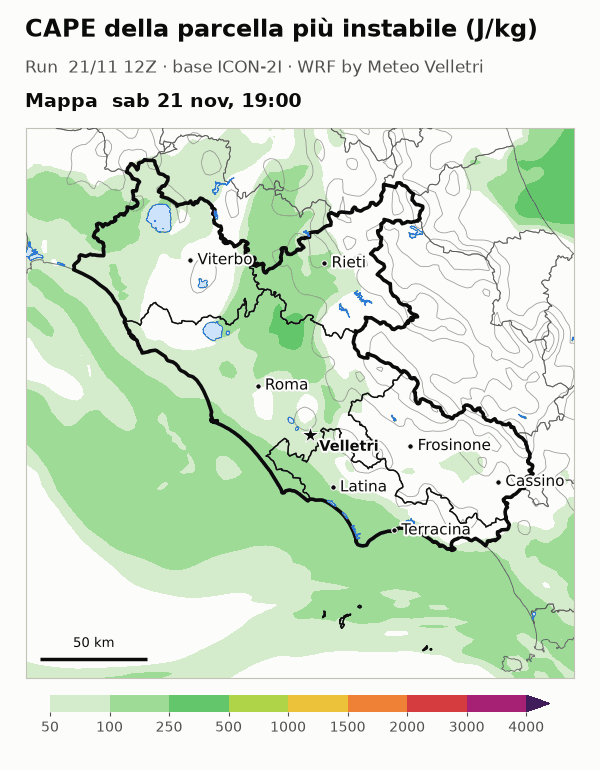 CAPE della parcella più instabile (J/kg)
Run 21/11 12Z · base ICON-2I · WRF by Meteo Velletri
Mappa sab 21 nov, 19:00
Viterbo
Rieti
Roma
Velletri
Frosinone
Cassino
Latina
Terracina
50 km
50 100 250 500 1000 1500 2000 3000 4000